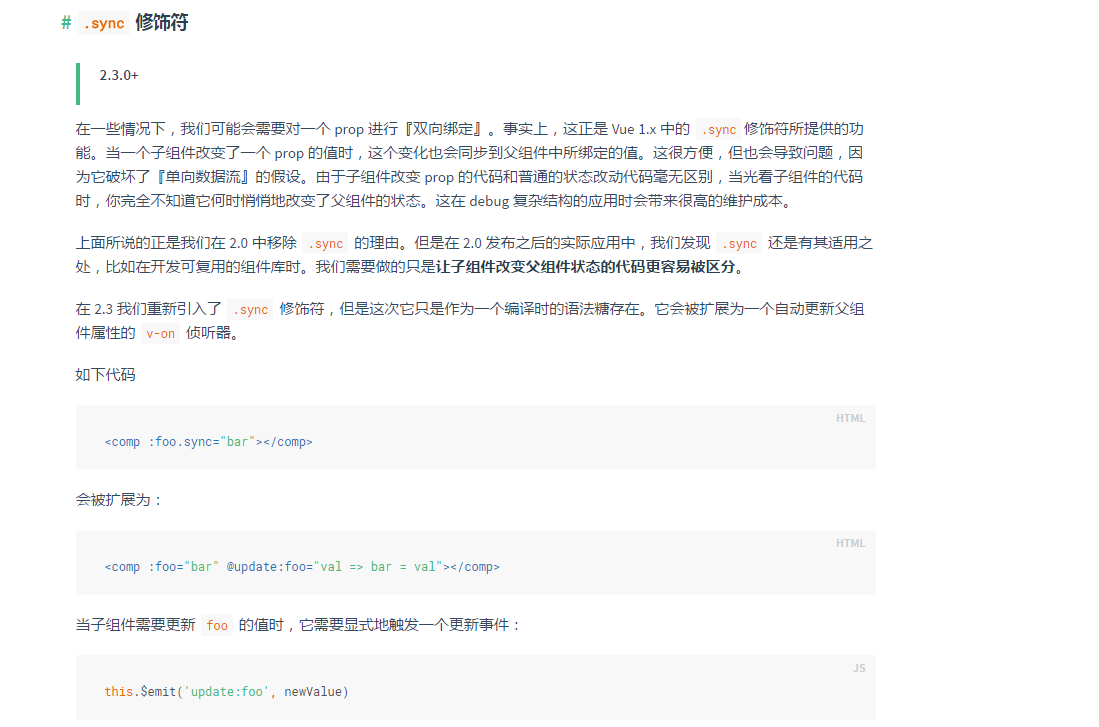 # .sync 修饰符
2.3.0+
在一些情况下，我们可能会需要对一个 prop 进行『双向绑定』。事实上，这正是 Vue 1.x 中的 .sync 修饰符所提供的功
能。当一个子组件改变了一个 prop 的值时，这个变化也会同步到父组件中所绑定的值。这很方便，但也会导致问题，因
为它破坏了『单向数据流』的假设。由于子组件改变 prop 的代码和普通的状态改动代码毫无区别，当光看子组件的代码
时，你完全不知道它何时悄悄地改变了父组件的状态。这在 debug 复杂结构的应用时会带来很高的维护成本。
上面所说的正是我们在 2.0 中移除 .sync 的理由。但是在 2.0 发布之后的实际应用中，我们发现 .sync 还是有其适用之
处，比如在开发可复用的组件库时。我们需要做的只是让子组件改变父组件状态的代码更容易被区分。
在 2.3 我们重新引入了 .sync 修饰符，但是这次它只是作为一个编译时的语法糖存在。它会被扩展为一个自动更新父组
件属性的 v-on 侦听器。
如下代码
HTML
<comp :foo.sync="bar"></comp>
会被扩展为：
HTML
<comp :foo="bar" @update:foo="val => bar = val"></comp>
当子组件需要更新 foo 的值时，它需要显式地触发一个更新事件：
JS
this.$emit('update:foo', newValue)